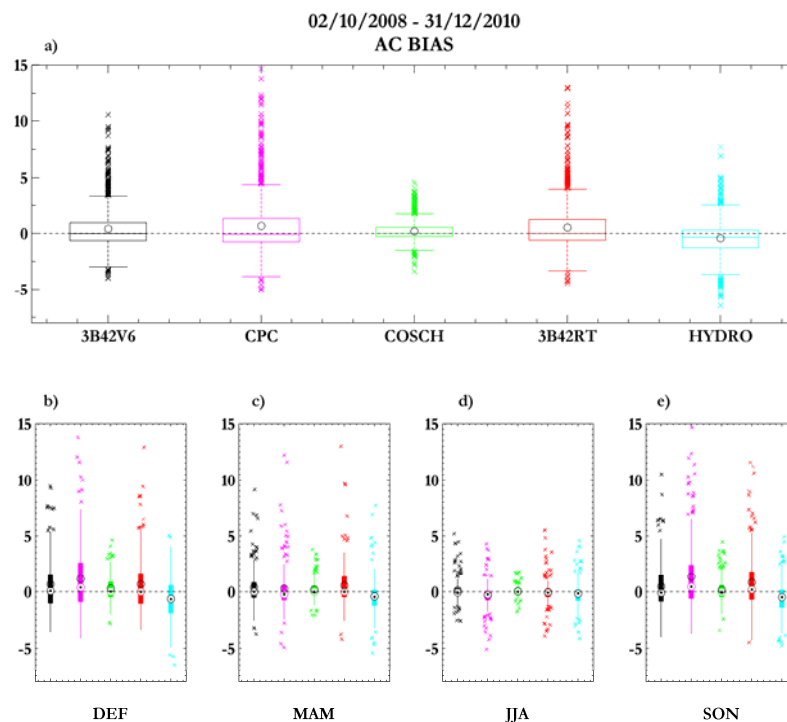 02/10/2008 - 31/12/2010
AC BIAS
a)
15
10
5
0
-5
3B42V6 CPC COSCH 3B42RT HYDRO
b) c) d) e)
15 15 15 15
10 10 10 10
5 5 5 5
0 0 0 0
-5 -5 -5 -5
DEF MAM JJA SON